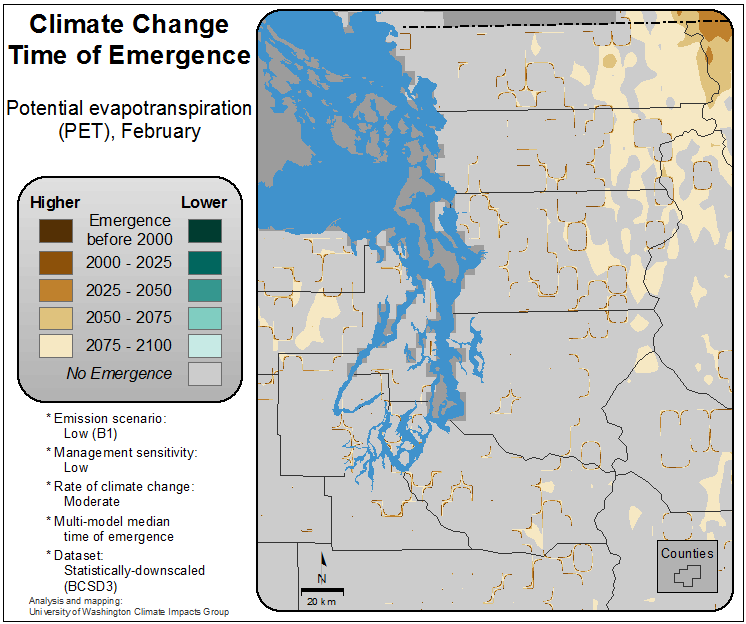 Climate Change
Time of Emergence
Potential evapotranspiration
(PET), February
Higher Lower
Emergence
before 2000
2000 - 2025
2025 - 2050
2050 - 2075
2075 - 2100
No Emergence
* Emission scenario:
Low (B1)
* Management sensitivity:
Low
* Rate of climate change:
Moderate
* Multi-model median
time of emergence
* Dataset:
Statistically-downscaled
(BCSD3)
Analysis and mapping:
University of Washington Climate Impacts Group
N
20 km
Counties